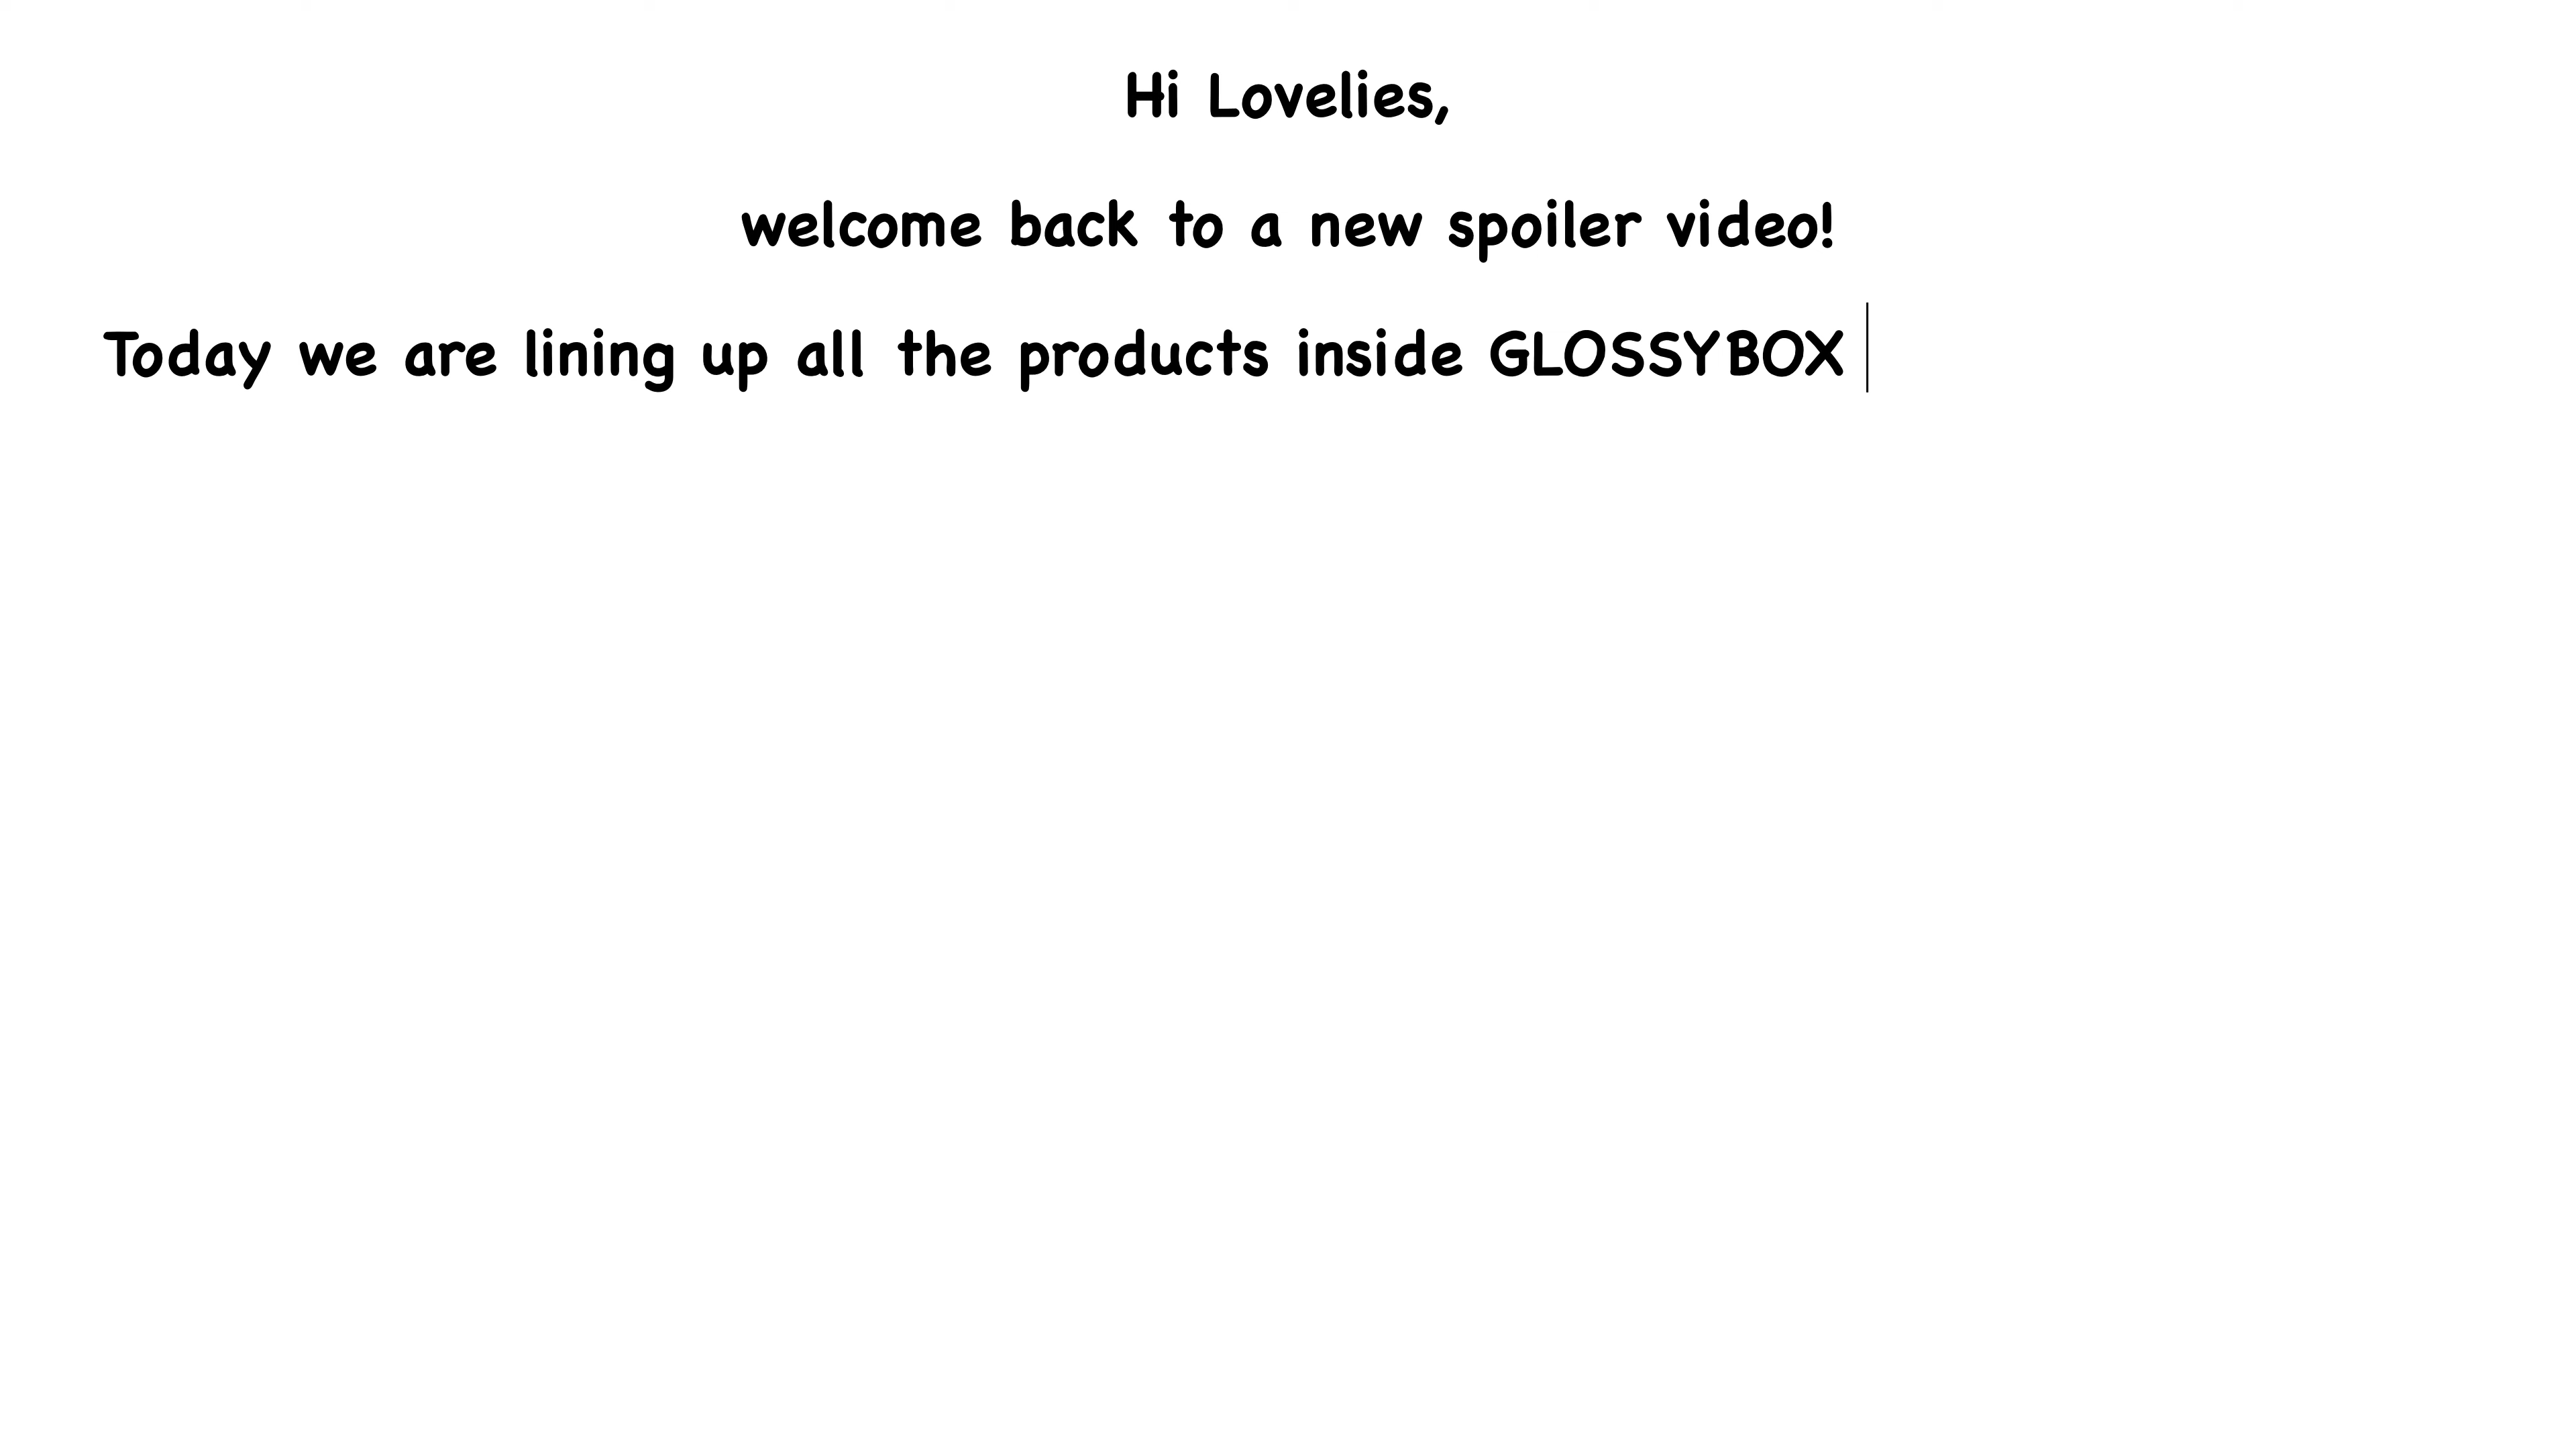 Hi Lovelies,
welcome back to a new spoiler video!
Today we are lining up all the products inside GLOSSYBOX